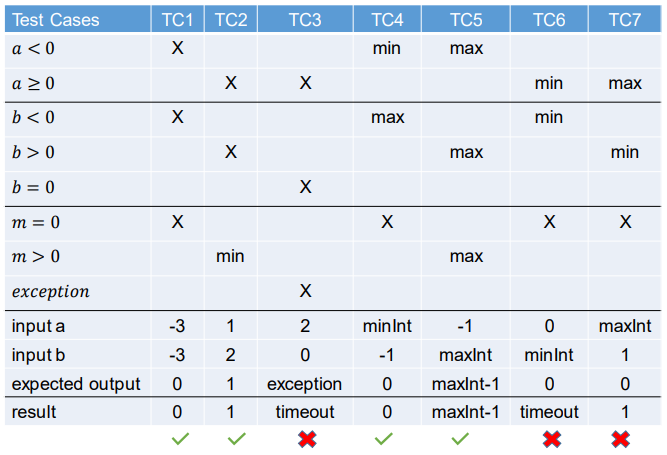 Test Cases TC1 TC2 TC3 TC4 TC5 TC6 TC7
a < 0 X min max
a ≥ 0 X X min max
b < 0 X max min
b > 0 X max min
b = 0 X
m = 0 X X X X
m > 0 min max
exception X
input a -3 1 2 minInt -1 0 maxInt
input b -3 2 0 -1 maxInt minInt 1
expected output 0 1 exception 0 maxInt-1 0 0
result 0 1 timeout 0 maxInt-1 timeout 1